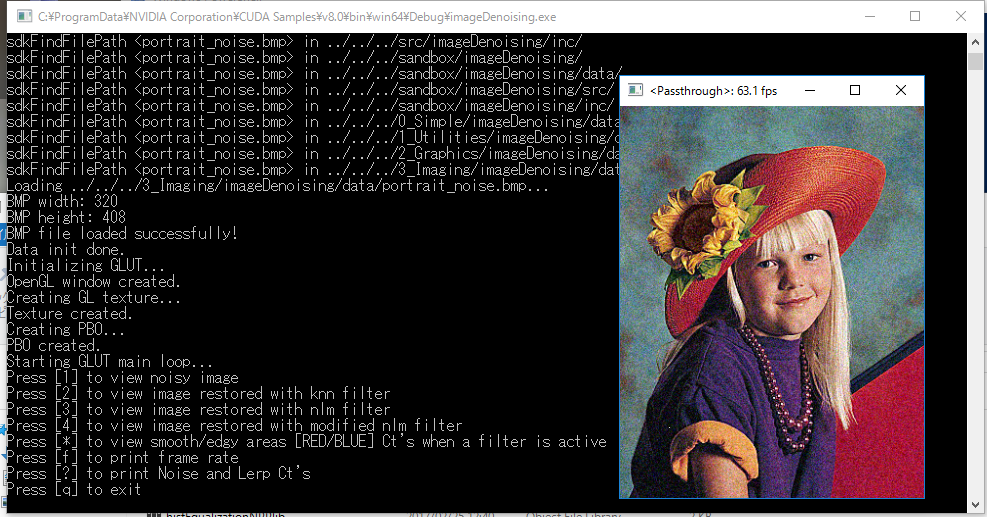 C:¥ProgramData¥NVIDIA Corporation¥CUDA Samples¥v8.0¥bin¥win64¥Debug¥imageDenoising.exe
sdkFindFilePath <portrait_noise.bmp> in ../../../src/imageDenoising/inc/
sdkFindFilePath <portrait_noise.bmp> in ../../../sandbox/imageDenoising/
sdkFindFilePath <portrait_noise.bmp> in ../../../sandbox/imageDenoising/data/
sdkFindFilePath <portrait_noise.bmp> in ../../../sandbox/imageDenoising/src/
sdkFindFilePath <portrait_noise.bmp> in ../../../sandbox/imageDenoising/inc/
sdkFindFilePath <portrait_noise.bmp> in ../../../0_Simple/imageDenoising/data
sdkFindFilePath <portrait_noise.bmp> in ../../../1_Utilities/imageDenoising/
sdkFindFilePath <portrait_noise.bmp> in ../../../2_Graphics/imageDenoising/dat
sdkFindFilePath <portrait_noise.bmp> in ../../../3_Imaging/imageDenoising/dat
Loading ../../../3_Imaging/imageDenoising/data/portrait_noise.bmp...
BMP width: 320
BMP height: 408
BMP file loaded successfully!
Data init done.
Initializing GLUT...
OpenGL window created.
Creating GL texture...
Texture created.
Creating PBO...
PBO created.
Starting GLUT main loop...
Press [1] to view noisy image
Press [2] to view image restored with knn filter
Press [3] to view image restored with nlm filter
Press [4] to view image restored with modified nlm filter
Press [*] to view smooth/edgy areas [RED/BLUE] Ct's when a filter is active
Press [f] to print frame rate
Press [?] to print Noise and Lerp Ct's
Press [q] to exit
<Passthrough>: 63.1 fps